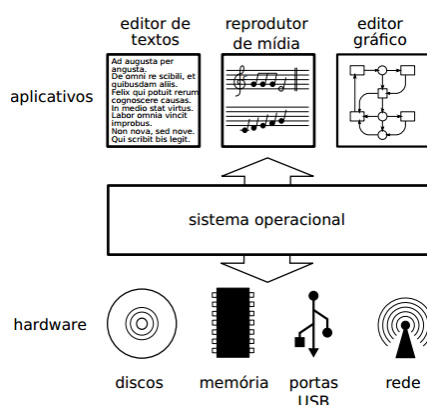 editor de
textos
reprodutor
de mídia
editor
gráfico
aplicativos
Ad augusta per
angusta.
De omni re scibili, et
quibusdam aliis.
Felix qui potuit rerum
cognoscere causas.
In medio stat virtus.
Labor omnia vincit
improbus.
Non nova, sed nove.
Qui scribit bis legit.
sistema operacional
hardware
discos
memória
portas
USB
rede